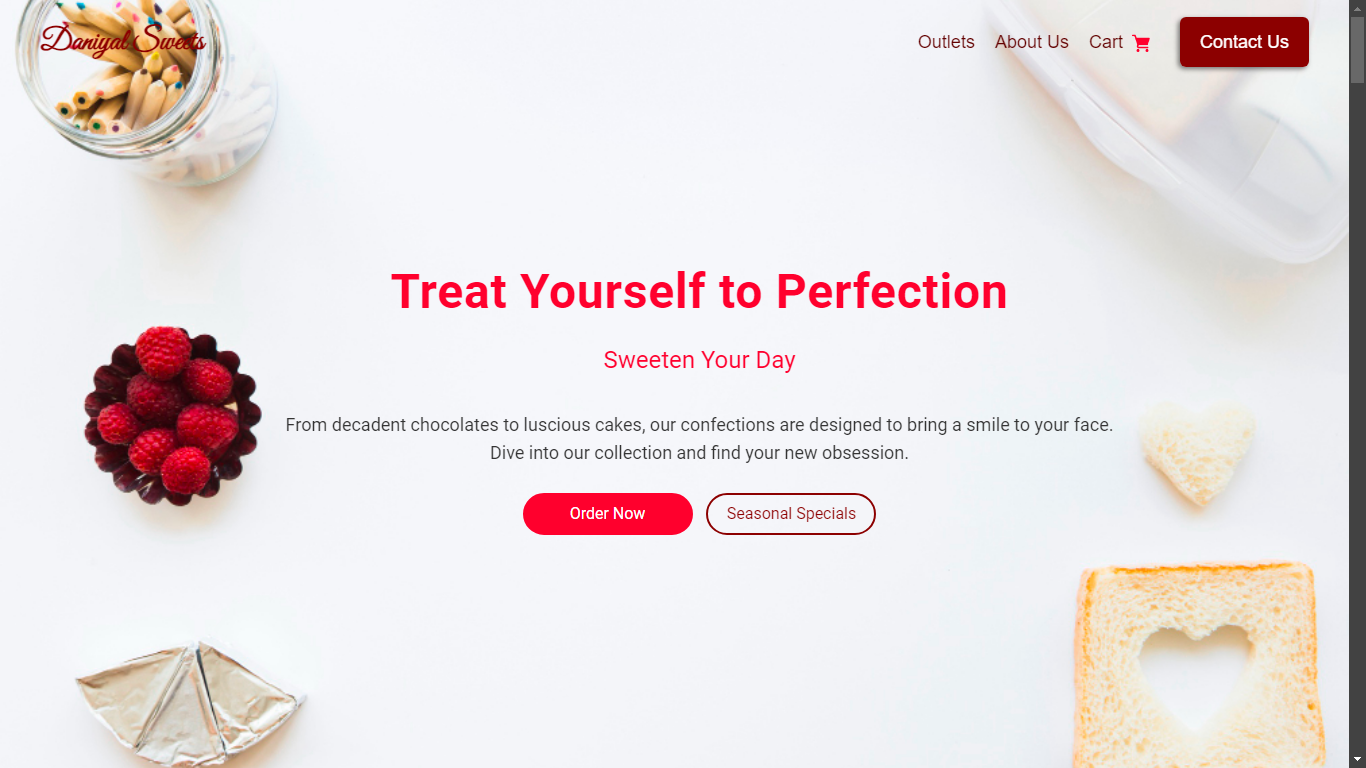 Daniyal Sweets
Outlets
About Us
Cart
Contact Us
Treat Yourself to Perfection
Sweeten Your Day
From decadent chocolates to luscious cakes, our confections are designed to bring a smile to your face.
Dive into our collection and find your new obsession.
Order Now
Seasonal Specials